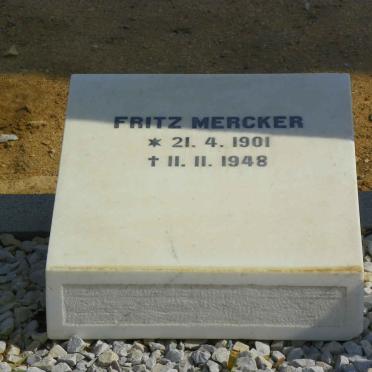 FRITZ MERCKER
* 21. 4. 1901
† 11. 11. 1948